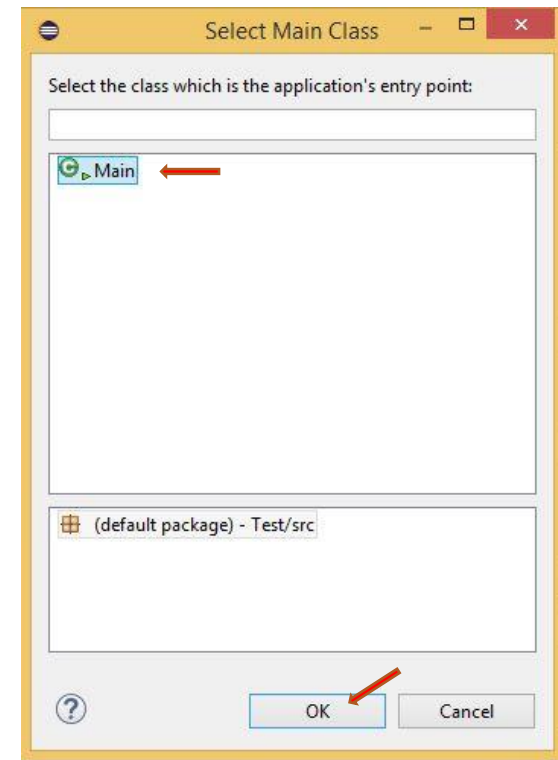 Select Main Class
Select the class which is the application's entry point:
Main
(default package) - Test/src
OK Cancel